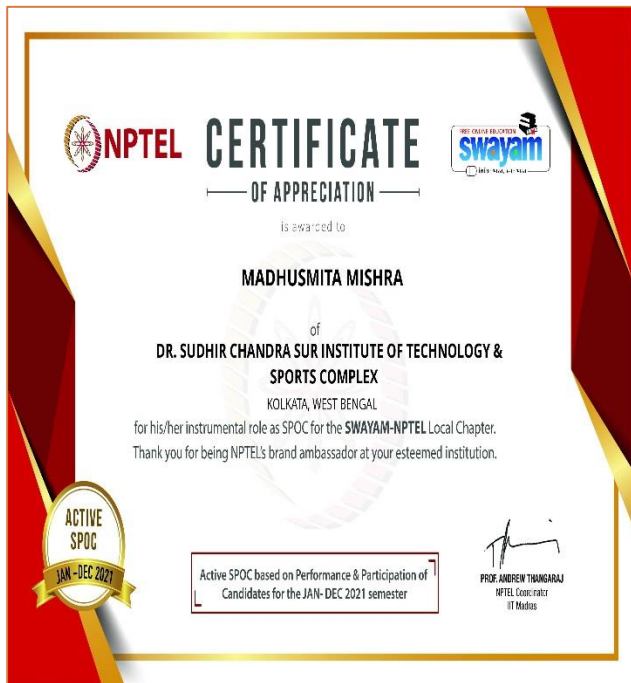 NPTEL
CERTIFICATE
OF APPRECIATION
FREE ONLINE EDUCATION
swayam
is awarded to
MADHUSMITA MISHRA
of
DR. SUDHIR CHANDRA SUR INSTITUTE OF TECHNOLOGY &
SPORTS COMPLEX
KOLKATA, WEST BENGAL
for his/her instrumental role as SPOC for the SWAYAM-NPTEL Local Chapter.
Thank you for being NPTEL's brand ambassador at your esteemed institution.
ACTIVE
SPOC
JAN -DEC 2021
Active SPOC based on Performance & Participation of
Candidates for the JAN- DEC 2021 semester
PROF. ANDREW THANGARAJ
NPTEL Coordinator
IIT Madras